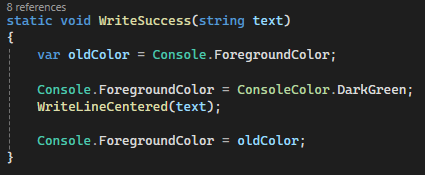 8 references
static void WriteSuccess(string text)
{
    var oldColor = Console.ForegroundColor;
    Console.ForegroundColor = ConsoleColor.DarkGreen;
    WriteLineCentered(text);
    Console.ForegroundColor = oldColor;
}